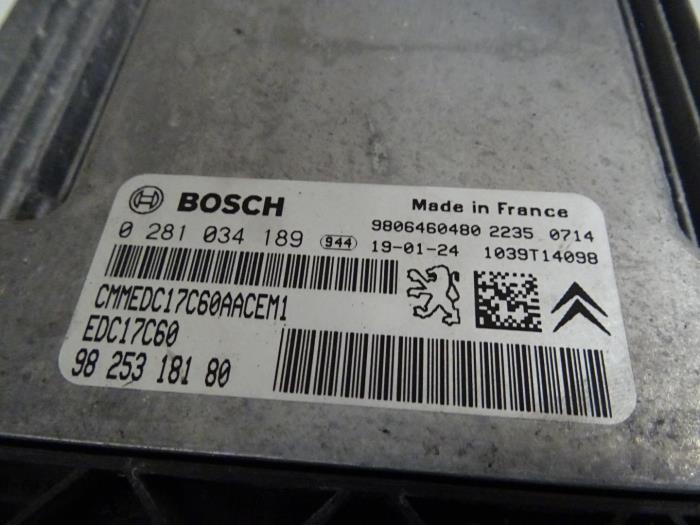 BOSCH Made in France
9806460480 2235 0714
0 281 034 189 944 19-01-24 1039T14098
CMMEDC17C60AACEM1
EDC17C60
98 253 181 80